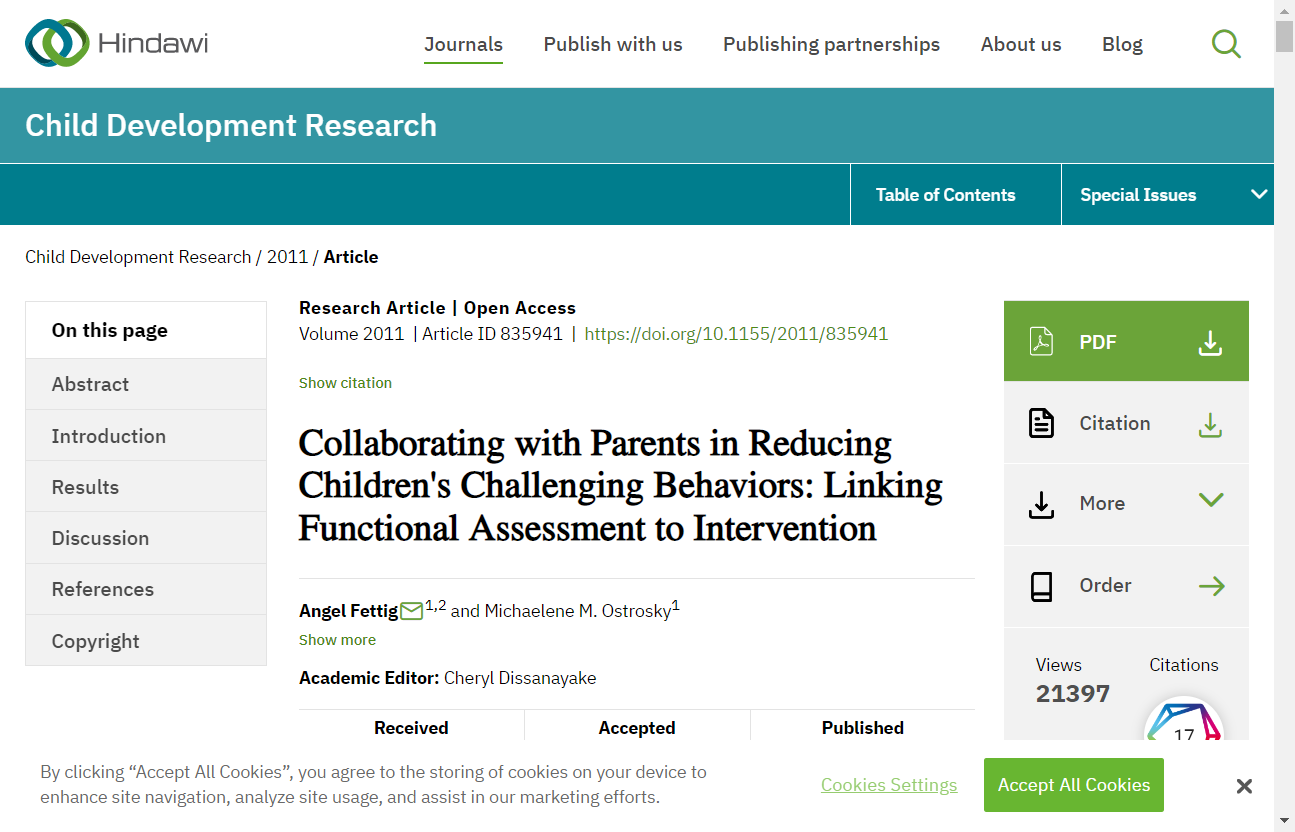 Hindawi
Journals
Publish with us
Publishing partnerships
About us
Blog
Child Development Research
Table of Contents
Special Issues
Child Development Research / 2011 / Article
On this page
Abstract
Introduction
Results
Discussion
References
Copyright
Research Article | Open Access
Volume 2011 | Article ID 835941 | https://doi.org/10.1155/2011/835941
Show citation
Collaborating with Parents in Reducing
Children's Challenging Behaviors: Linking
Functional Assessment to Intervention
Angel Fettig 1,2 and Michaelene M. Ostrosky1
Show more
Academic Editor: Cheryl Dissanayake
Received
Accepted
Published
PDF
Citation
More
Order
Views
21397
Citations
17
By clicking “Accept All Cookies”, you agree to the storing of cookies on your device to
enhance site navigation, analyze site usage, and assist in our marketing efforts.
Cookies Settings
Accept All Cookies